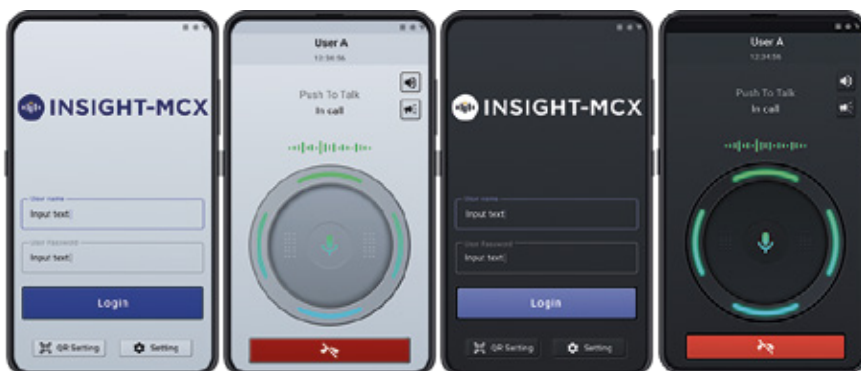 INSIGHT-MCX
User name
Input text
User Password
Input text
Login
QR Setting
Setting
User A
12:34:56
Push To Talk
In call
INSIGHT-MCX
User name
Input text
User Password
Input text
Login
QR Setting
Setting
User A
12:34:56
Push To Talk
In call